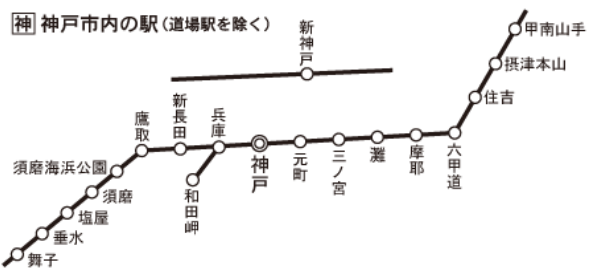 神 神戸市内の駅(道場駅を除く)
新神戸
甲南山手
摂津本山
住吉
六甲道
摩耶
灘
三ノ宮
元町
神戸
兵庫
和田岬
新長田
鷹取
須磨海浜公園
須磨
塩屋
垂水
舞子